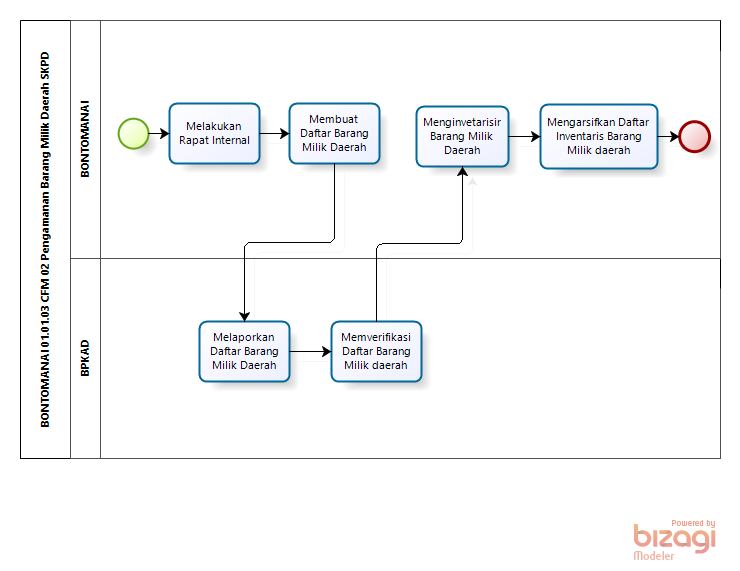 BONTOMANAI 01.01.03 CFM 02 Pengamanan Barang Milik Daerah SKPD
BONTOMANAI
Melakukan
Rapat Internal
Membuat
Daftar Barang
Milik Daerah
Menginvetarisir
Barang Milik
Daerah
Mengarsifkan Daftar
Inventaris Barang
Milik daerah
BPKAD
Melaporkan
Daftar Barang
Milik Daerah
Memverifikasi
Daftar Barang
Milik daerah
Powered by
bizagi
Modeler